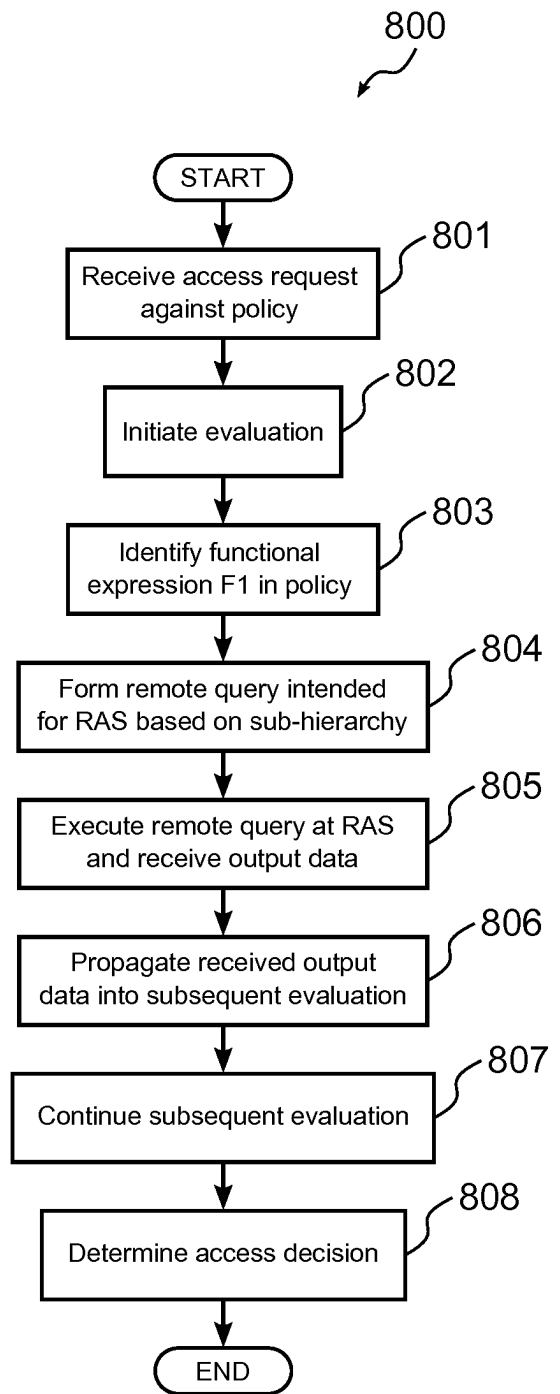 800
START
801
Receive access request
against policy
802
Initiate evaluation
803
Identify functional
expression F1 in policy
804
Form remote query intended
for RAS based on sub-hierarchy
805
Execute remote query at RAS
and receive output data
806
Propagate received output
data into subsequent evaluation
807
Continue subsequent evaluation
808
Determine access decision
END